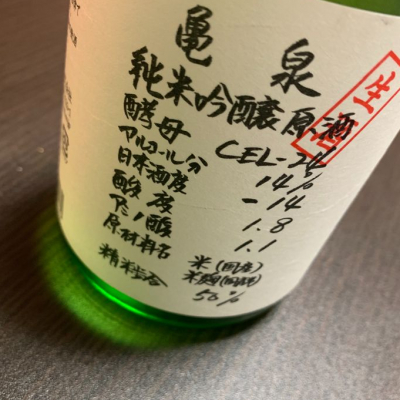 亀泉
純米吟醸原酒
生酒
酵母 CEL-24
アルコール分 14%
日本酒度 -14
酸度 1.8
アミノ酸 1.1
原材料名 米(国産)
米麹(国産米)
精米歩合 50%